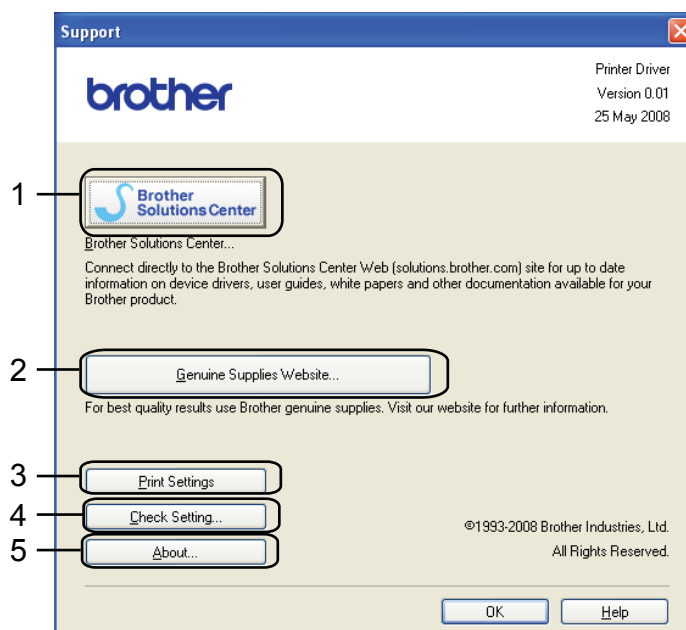 Support
brother
Printer Driver
Version 0.01
25 May 2008
1
Brother
Solutions Center
Brother Solutions Center...
Connect directly to the Brother Solutions Center Web (solutions.brother.com) site for up to date
information on device drivers, user guides, white papers and other documentation available for your
Brother product.
2
Genuine Supplies Website...
For best quality results use Brother genuine supplies. Visit our website for further information.
3
Print Settings
4
Check Setting...
5
About...
©1993-2008 Brother Industries, Ltd.
All Rights Reserved.
OK
Help